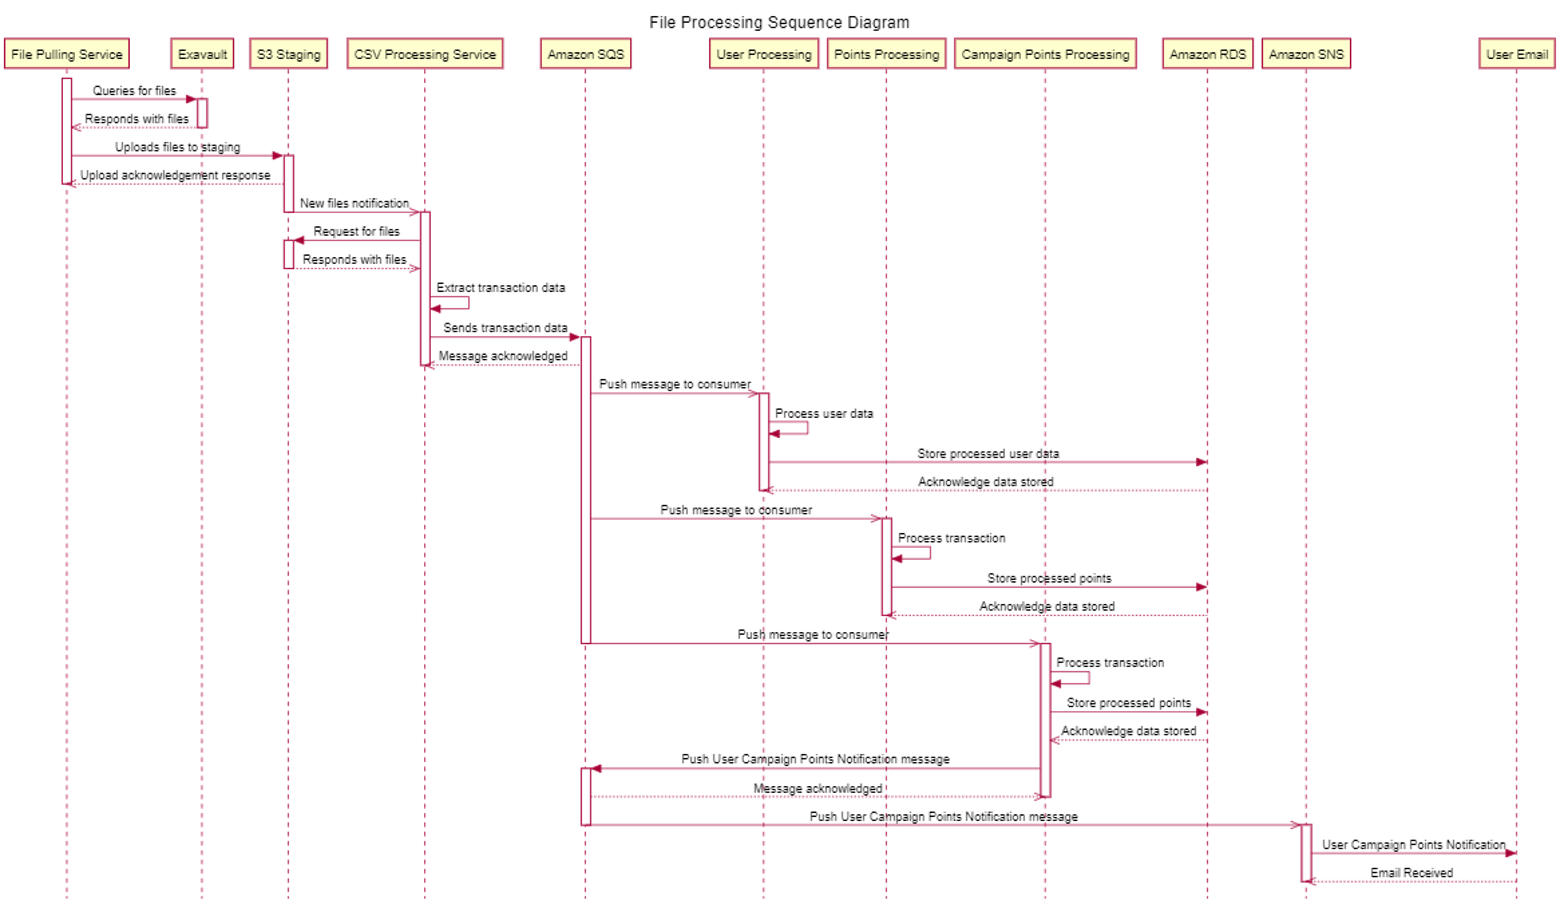 File Processing Sequence Diagram
File Pulling Service
Exavault
S3 Staging
CSV Processing Service
Amazon SQS
User Processing
Points Processing
Campaign Points Processing
Amazon RDS
Amazon SNS
User Email
Queries for files
Responds with files
Uploads files to staging
Upload acknowledgement response
New files notification
Request for files
Responds with files
Extract transaction data
Sends transaction data
Message acknowledged
Push message to consumer
Process user data
Store processed user data
Acknowledge data stored
Push message to consumer
Process transaction
Store processed points
Acknowledge data stored
Push message to consumer
Process transaction
Store processed points
Acknowledge data stored
Push User Campaign Points Notification message
Message acknowledged
Push User Campaign Points Notification message
User Campaign Points Notification
Email Received